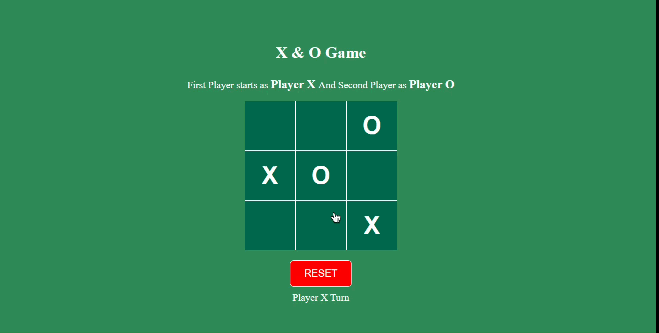 X & O Game
First Player starts as Player X And Second Player as Player O
O
X O
X
RESET
Player X Turn